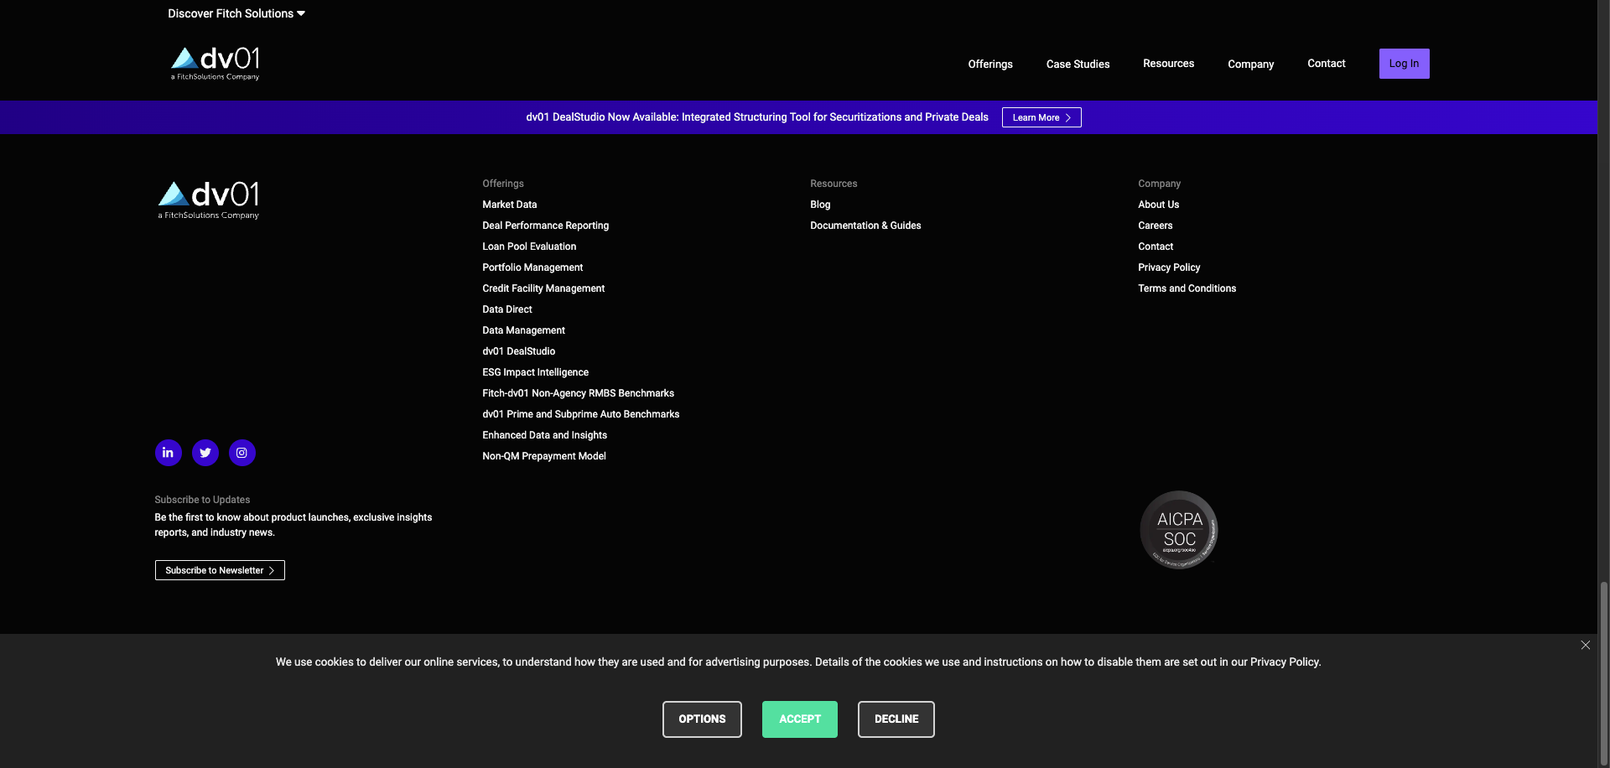 Discover Fitch Solutions
dv01
a FitchSolutions Company
Offerings
Case Studies
Resources
Company
Contact
Log In
dv01 DealStudio Now Available: Integrated Structuring Tool for Securitizations and Private Deals
Learn More
dv01
a FitchSolutions Company
Offerings
Market Data
Deal Performance Reporting
Loan Pool Evaluation
Portfolio Management
Credit Facility Management
Data Direct
Data Management
dv01 DealStudio
ESG Impact Intelligence
Fitch-dv01 Non-Agency RMBS Benchmarks
dv01 Prime and Subprime Auto Benchmarks
Enhanced Data and Insights
Non-QM Prepayment Model
Resources
Blog
Documentation & Guides
Company
About Us
Careers
Contact
Privacy Policy
Terms and Conditions
in
Subscribe to Updates
Be the first to know about product launches, exclusive insights
reports, and industry news.
Subscribe to Newsletter
AICPA
SOC
We use cookies to deliver our online services, to understand how they are used and for advertising purposes. Details of the cookies we use and instructions on how to disable them are set out in our Privacy Policy.
OPTIONS
ACCEPT
DECLINE